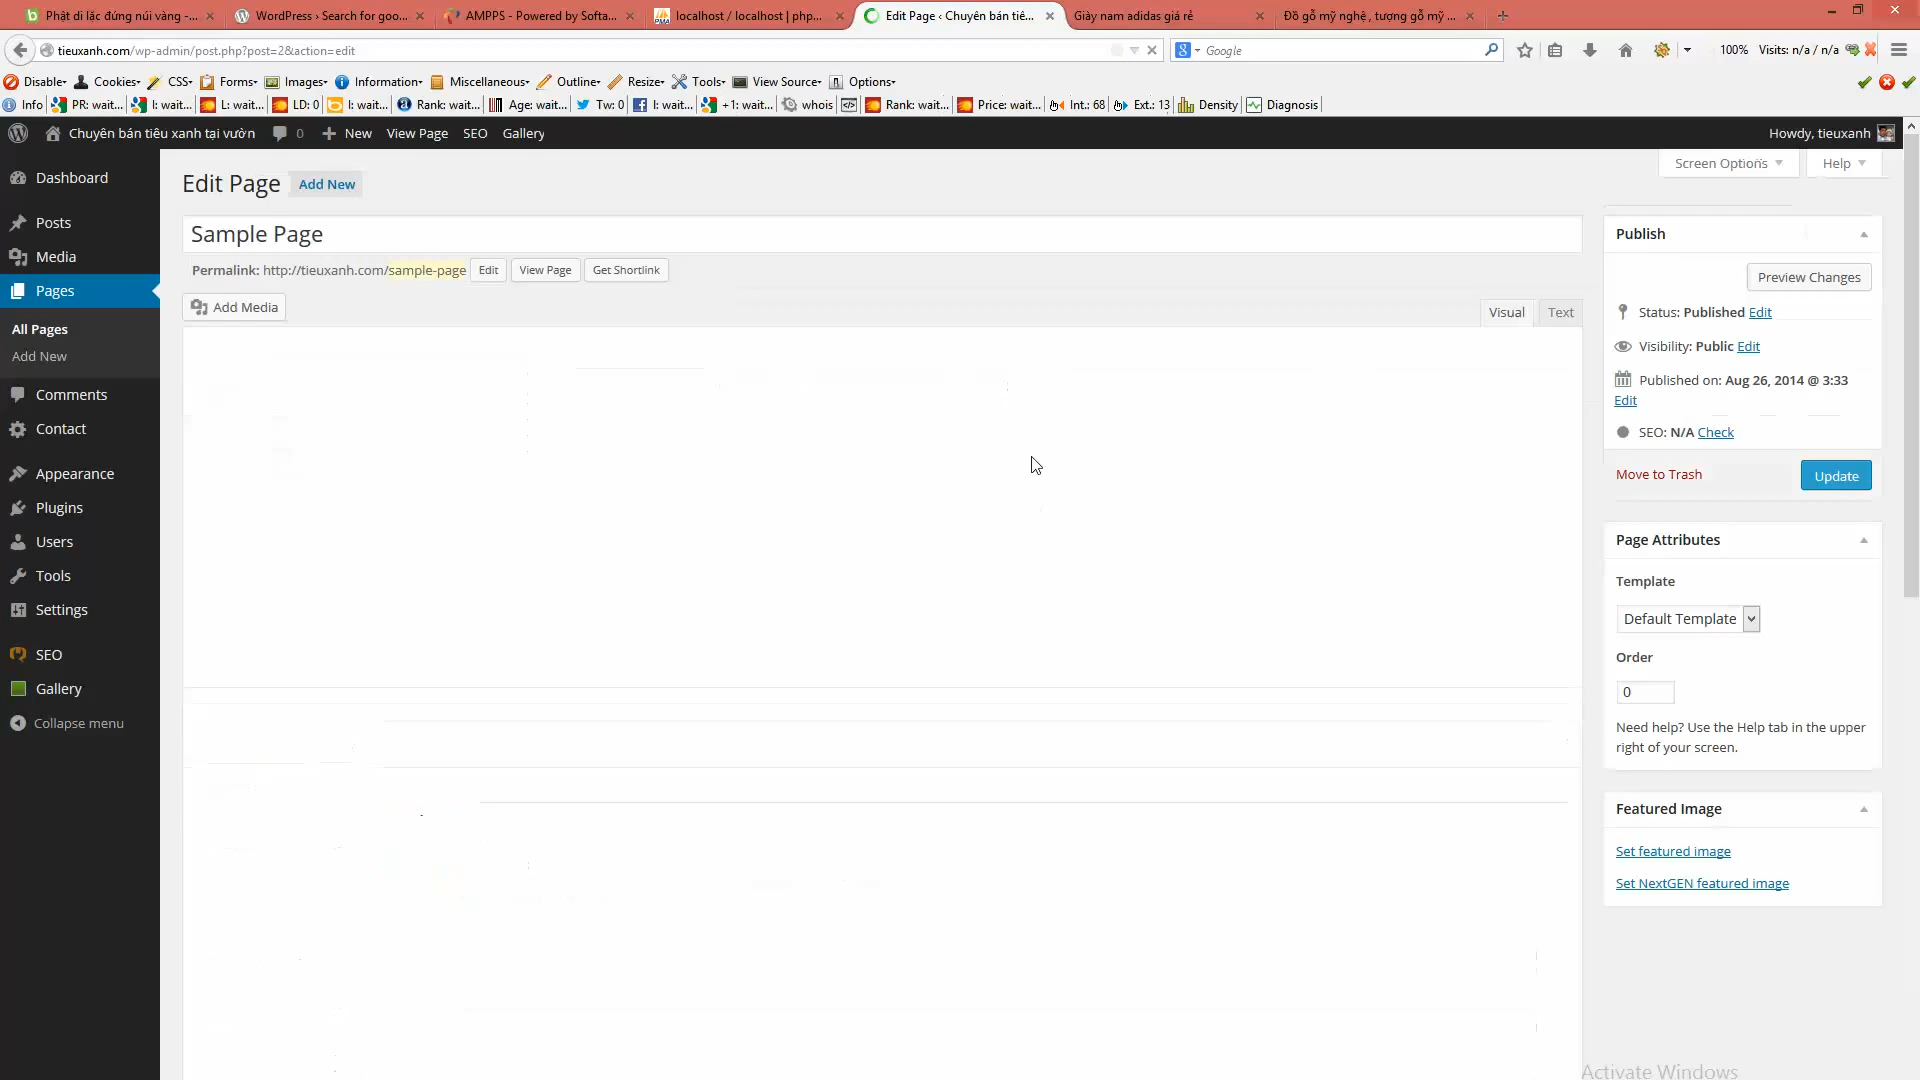 Phật di lặc đứng núi vàng -...
WordPress › Search for goo...
AMPPS - Powered by Softa...
localhost / localhost | php...
Edit Page ‹ Chuyên bán tiê...
Giày nam adidas giá rẻ
Đồ gỗ mỹ nghệ, tượng gỗ mỹ ...
tieuxanh.com/wp-admin/post.php?post=2&action=edit
Google
100% Visits: n/a / n/a
Disable Cookies CSS Forms Images Information Miscellaneous Outline Resize Tools View Source Options
Info PR: wait... I: wait... L: wait... LD: 0 I: wait... Rank: wait... Age: wait... Tw: 0 I: wait... +1: wait... whois </> Rank: wait... Price: wait... Int.: 68 Ext.: 13 Density Diagnosis
Chuyên bán tiêu xanh tại vườn 0 New View Page SEO Gallery Howdy, tieuxanh
Screen Options Help
Dashboard
Posts
Media
Pages
All Pages
Add New
Comments
Contact
Appearance
Plugins
Users
Tools
Settings
SEO
Gallery
Collapse menu
Edit Page Add New
Sample Page
Permalink: http://tieuxanh.com/sample-page Edit View Page Get Shortlink
Add Media
Visual Text
Publish
Preview Changes
Status: Published Edit
Visibility: Public Edit
Published on: Aug 26, 2014 @ 3:33
Edit
SEO: N/A Check
Move to Trash Update
Page Attributes
Template
Default Template
Order
0
Need help? Use the Help tab in the upper
right of your screen.
Featured Image
Set featured image
Set NextGEN featured image
Activate Windows